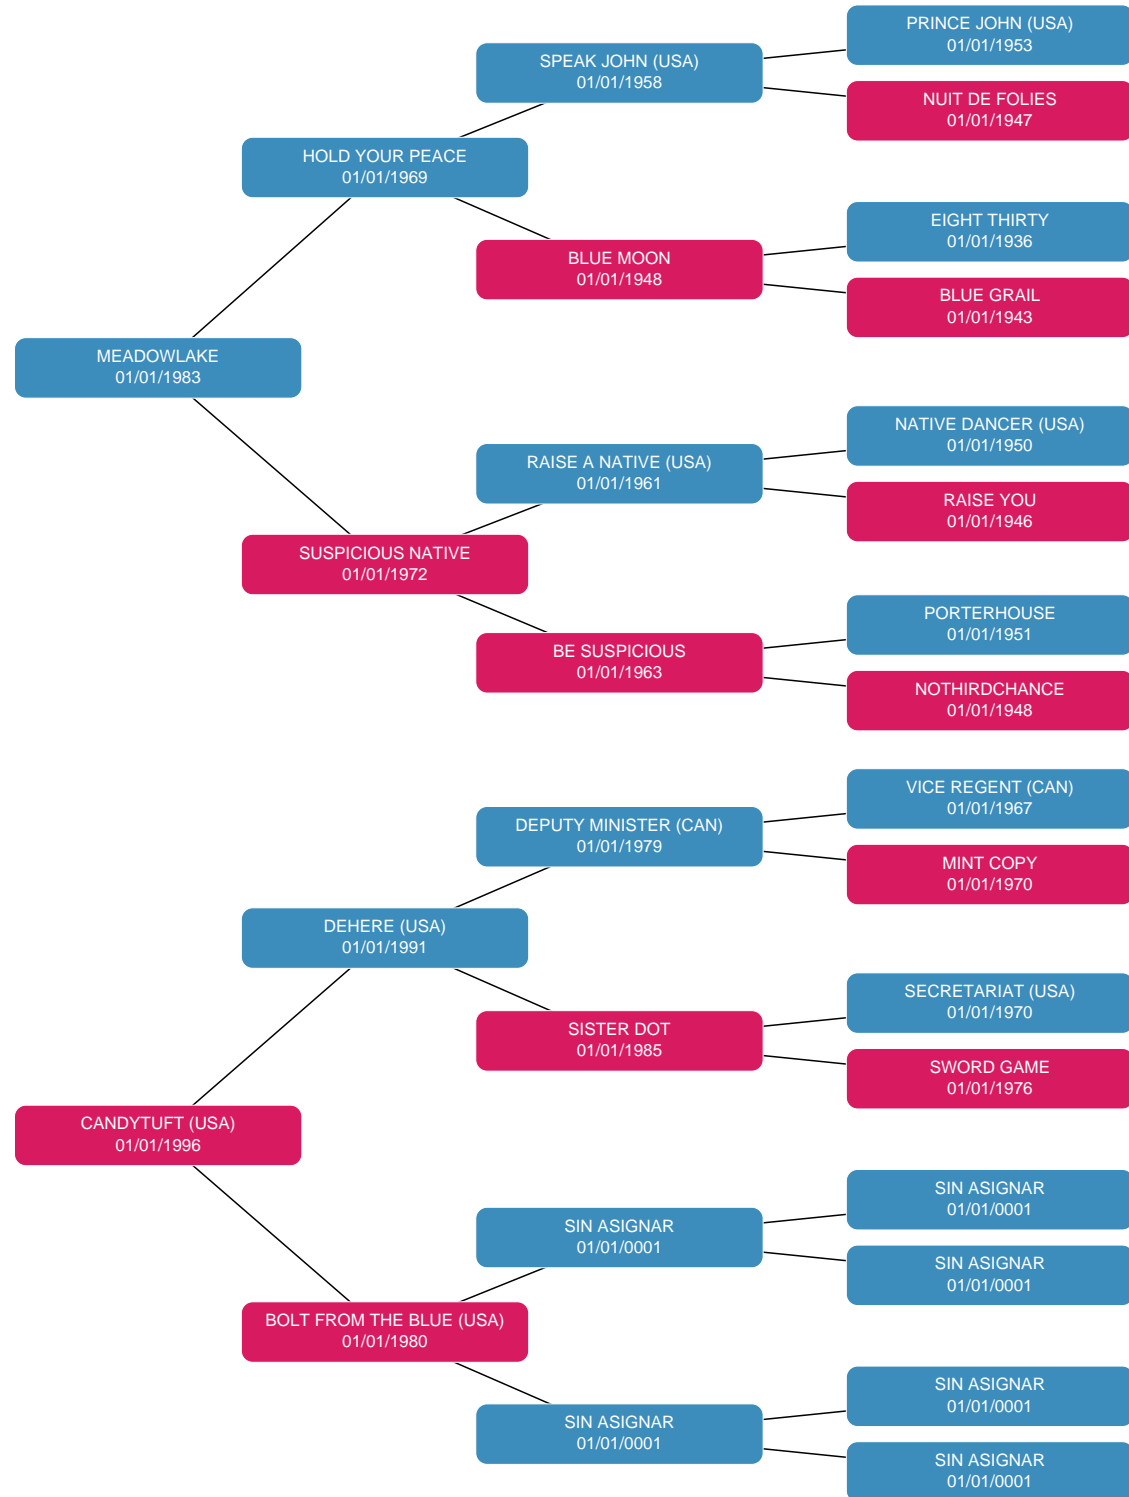 PRINCE JOHN (USA)
01/01/1953
SPEAK JOHN (USA)
01/01/1958
NUIT DE FOLIES
01/01/1947
HOLD YOUR PEACE
01/01/1969
EIGHT THIRTY
01/01/1936
BLUE MOON
01/01/1948
BLUE GRAIL
01/01/1943
MEADOWLAKE
01/01/1983
NATIVE DANCER (USA)
01/01/1950
RAISE A NATIVE (USA)
01/01/1961
RAISE YOU
01/01/1946
SUSPICIOUS NATIVE
01/01/1972
PORTERHOUSE
01/01/1951
BE SUSPICIOUS
01/01/1963
NOTHIRDCHANCE
01/01/1948
VICE REGENT (CAN)
01/01/1967
DEPUTY MINISTER (CAN)
01/01/1979
MINT COPY
01/01/1970
DEHERE (USA)
01/01/1991
SECRETARIAT (USA)
01/01/1970
SISTER DOT
01/01/1985
SWORD GAME
01/01/1976
CANDYTUFT (USA)
01/01/1996
SIN ASIGNAR
01/01/0001
SIN ASIGNAR
01/01/0001
SIN ASIGNAR
01/01/0001
BOLT FROM THE BLUE (USA)
01/01/1980
SIN ASIGNAR
01/01/0001
SIN ASIGNAR
01/01/0001
SIN ASIGNAR
01/01/0001